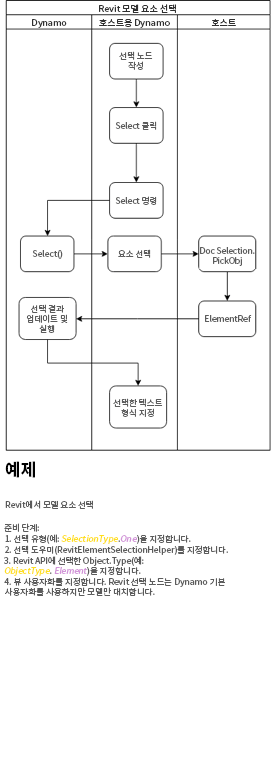 Revit 모델 요소 선택
Dynamo
호스트용 Dynamo
호스트
선택 노드
작성
Select 클릭
Select 명령
Select()
요소 선택
Doc Selection.
PickObj
선택 결과
업데이트 및
실행
ElementRef
선택한 텍스트
형식 지정
예제
Revit에서 모델 요소 선택
준비 단계:
1. 선택 유형(예: SelectionType.One)을 지정합니다.
2. 선택 도우미(RevitElementSelectionHelper)를 지정합니다.
3. Revit API에 선택한 Object.Type(예:
ObjectType. Element)을 지정합니다.
4. 뷰 사용자화를 지정합니다. Revit 선택 노드는 Dynamo 기본
사용자화를 사용하지만 모델만 대치합니다.